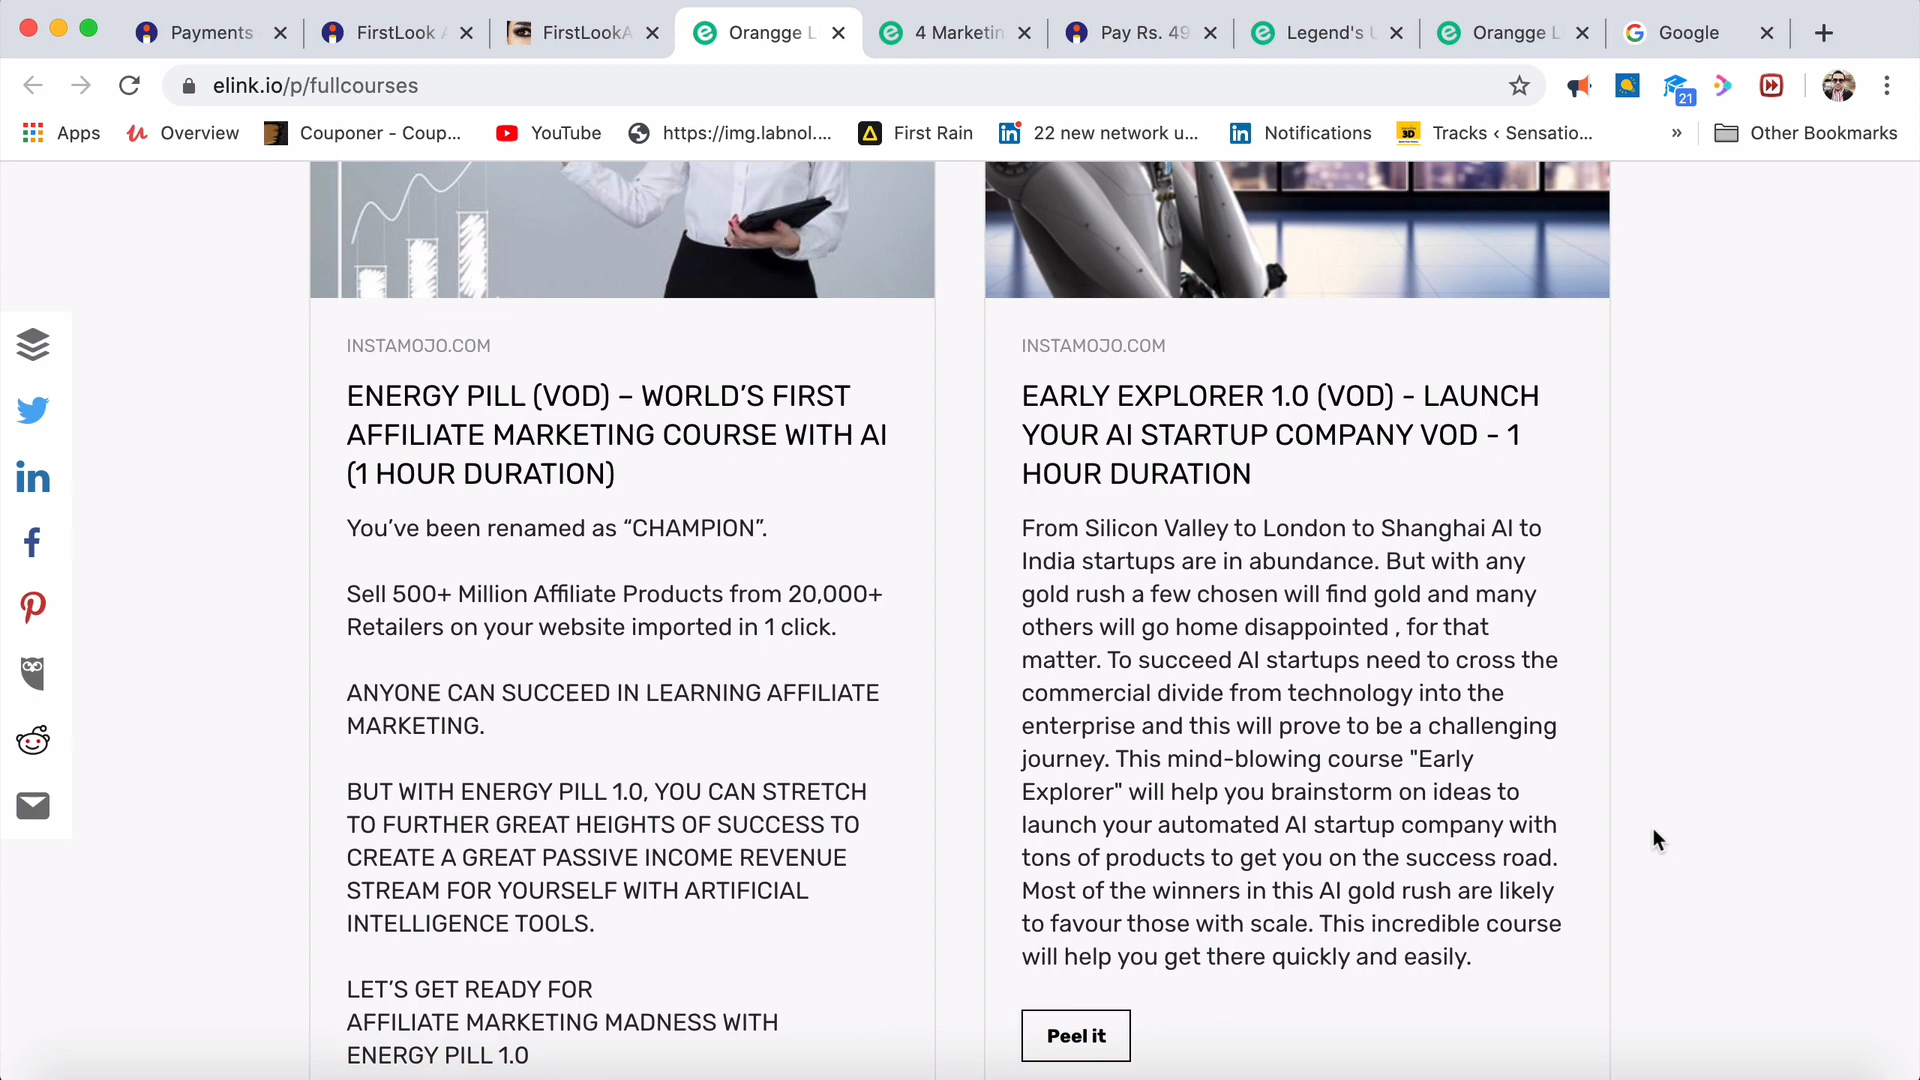 Payments
FirstLook
FirstLookA
Orangge L
4 Marketin
Pay Rs. 49
Legend's
Orangge L
Google
elink.io/p/fullcourses
21
Apps
Overview
Couponer - Coup...
YouTube
https://img.labnol....
First Rain
22 new network u...
Notifications
3D
Tracks ‹ Sensatio...
»
Other Bookmarks
INSTAMOJO.COM
ENERGY PILL (VOD) – WORLD’S FIRST
AFFILIATE MARKETING COURSE WITH AI
(1 HOUR DURATION)
You’ve been renamed as “CHAMPION”.
Sell 500+ Million Affiliate Products from 20,000+
Retailers on your website imported in 1 click.
ANYONE CAN SUCCEED IN LEARNING AFFILIATE
MARKETING.
BUT WITH ENERGY PILL 1.0, YOU CAN STRETCH
TO FURTHER GREAT HEIGHTS OF SUCCESS TO
CREATE A GREAT PASSIVE INCOME REVENUE
STREAM FOR YOURSELF WITH ARTIFICIAL
INTELLIGENCE TOOLS.
LET’S GET READY FOR
AFFILIATE MARKETING MADNESS WITH
ENERGY PILL 1.0
INSTAMOJO.COM
EARLY EXPLORER 1.0 (VOD) - LAUNCH
YOUR AI STARTUP COMPANY VOD - 1
HOUR DURATION
From Silicon Valley to London to Shanghai AI to
India startups are in abundance. But with any
gold rush a few chosen will find gold and many
others will go home disappointed , for that
matter. To succeed AI startups need to cross the
commercial divide from technology into the
enterprise and this will prove to be a challenging
journey. This mind-blowing course "Early
Explorer" will help you brainstorm on ideas to
launch your automated AI startup company with
tons of products to get you on the success road.
Most of the winners in this AI gold rush are likely
to favour those with scale. This incredible course
will help you get there quickly and easily.
Peel it